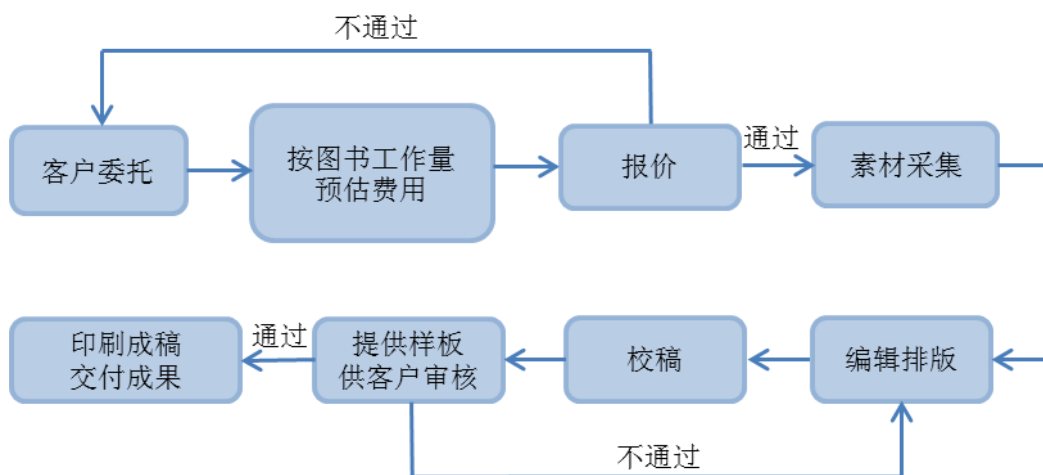 不通过
客户委托
按图书工作量
预估费用
报价
通过
素材采集
印刷成稿
交付成果
通过
提供样板
供客户审核
校稿
编辑排版
不通过